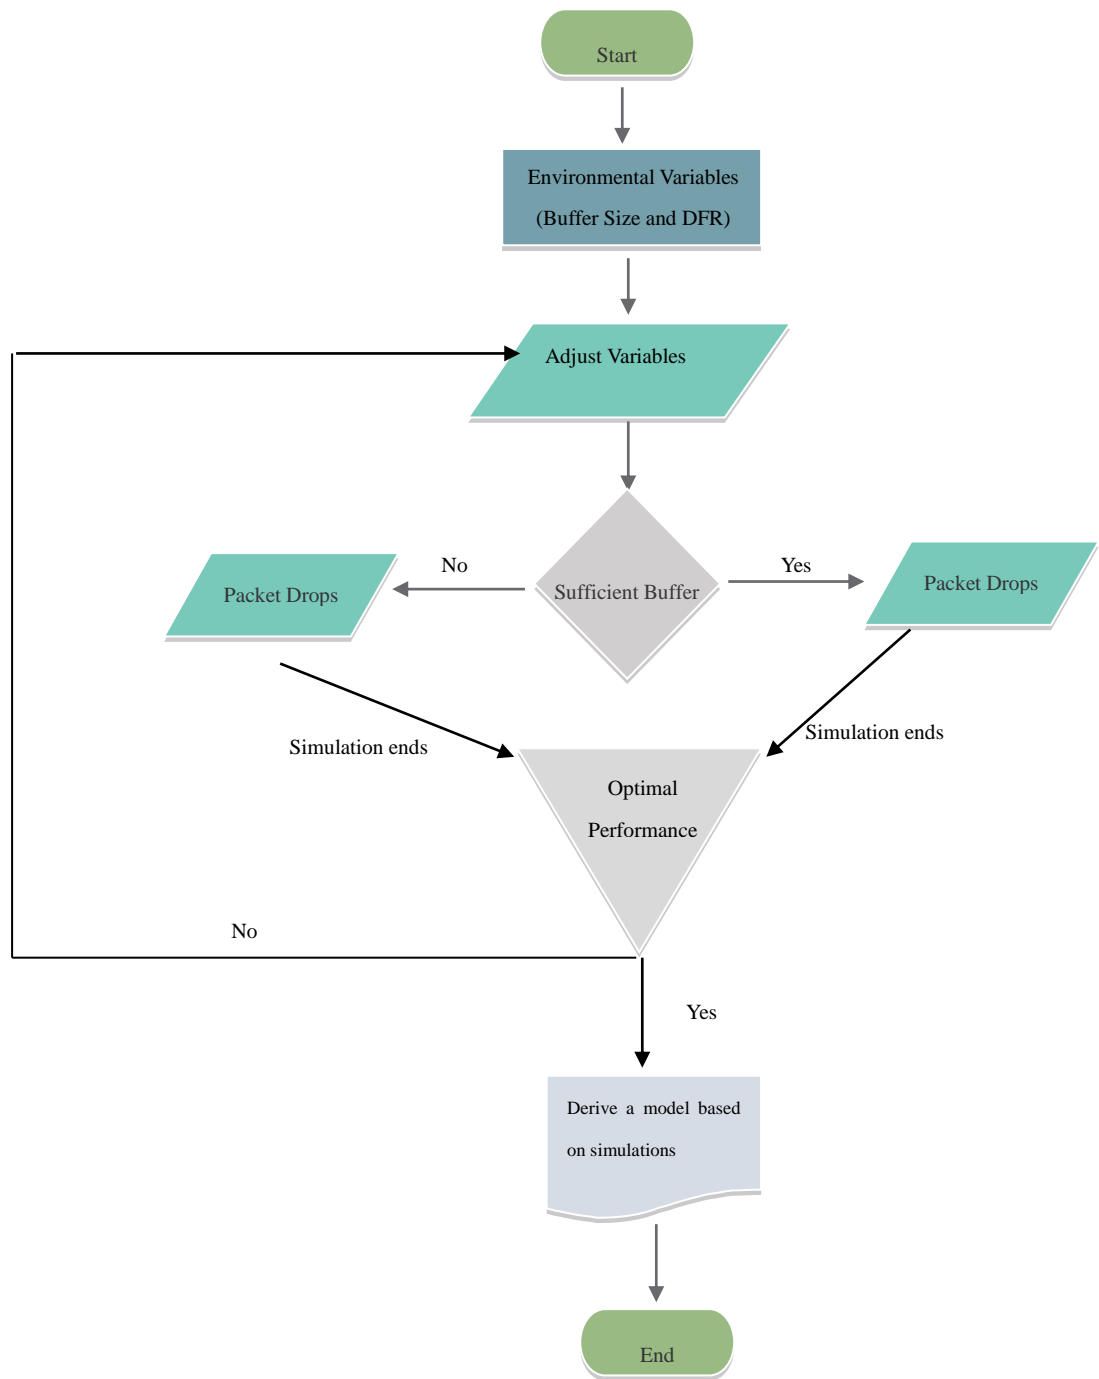 Start
Environmental Variables
(Buffer Size and DFR)
Adjust Variables
No
Yes
Packet Drops
Sufficient Buffer
Packet Drops
Simulation ends
Simulation ends
Optimal
Performance
No
Yes
Derive a model based
on simulations
End